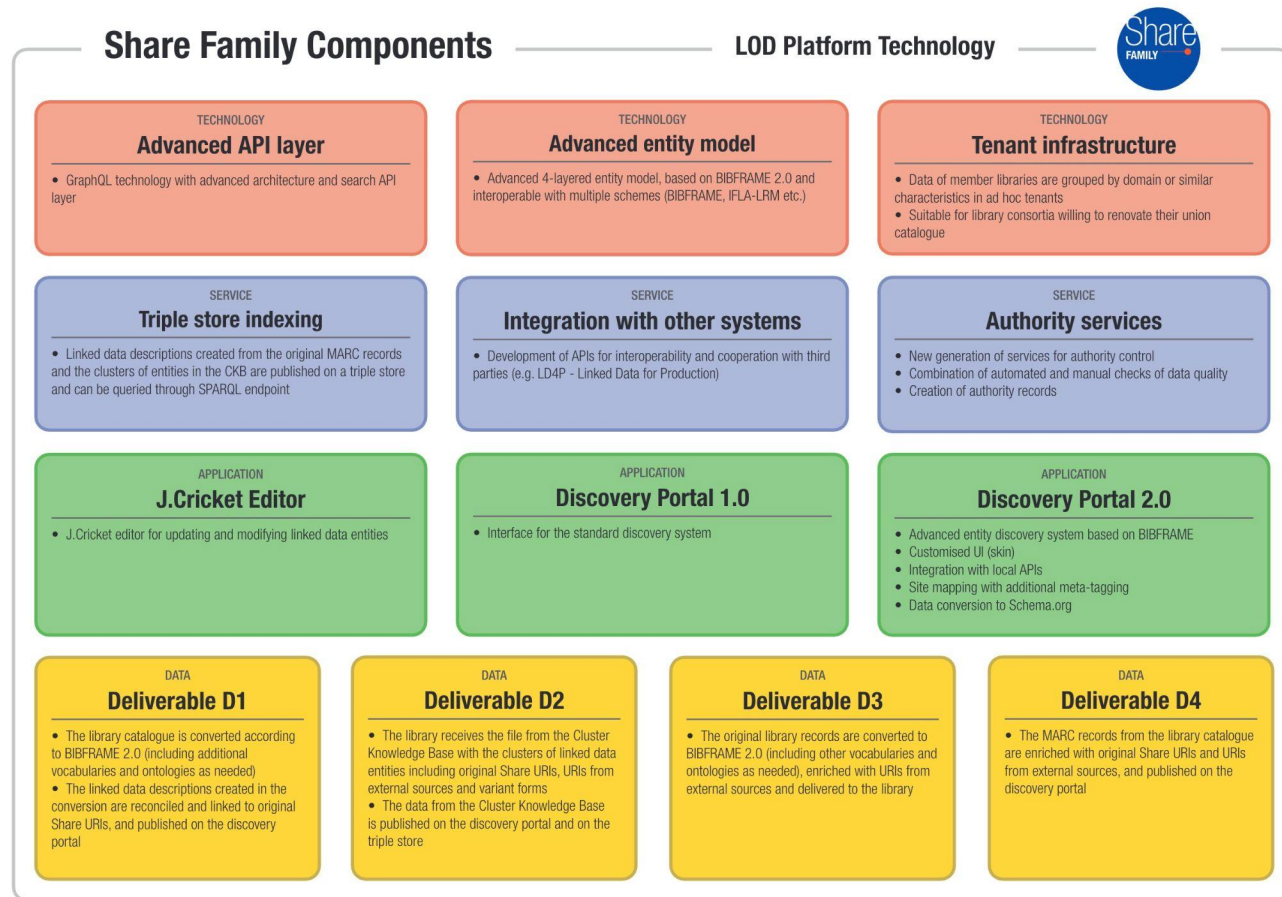 Share Family Components
LOD Platform Technology
Share
FAMILY
TECHNOLOGY
Advanced API layer
• GraphQL technology with advanced architecture and search API
layer
TECHNOLOGY
Advanced entity model
• Advanced 4-layered entity model, based on BIBFRAME 2.0 and
interoperable with multiple schemes (BIBFRAME, IFLA-LRM etc.)
TECHNOLOGY
Tenant infrastructure
• Data of member libraries are grouped by domain or similar
characteristics in ad hoc tenants
• Suitable for library consortia willing to renovate their union
catalogue
SERVICE
Triple store indexing
• Linked data descriptions created from the original MARC records
and the clusters of entities in the CKB are published on a triple store
and can be queried through SPARQL endpoint
SERVICE
Integration with other systems
• Development of APIs for interoperability and cooperation with third
parties (e.g. LD4P - Linked Data for Production)
SERVICE
Authority services
• New generation of services for authority control
• Combination of automated and manual checks of data quality
• Creation of authority records
APPLICATION
J.Cricket Editor
• J.Cricket editor for updating and modifying linked data entities
APPLICATION
Discovery Portal 1.0
• Interface for the standard discovery system
APPLICATION
Discovery Portal 2.0
• Advanced entity discovery system based on BIBFRAME
• Customised UI (skin)
• Integration with local APIs
• Site mapping with additional meta-tagging
• Data conversion to Schema.org
DATA
Deliverable D1
• The library catalogue is converted according
to BIBFRAME 2.0 (including additional
vocabularies and ontologies as needed)
• The linked data descriptions created in the
conversion are reconciled and linked to original
Share URIs, and published on the discovery
portal
DATA
Deliverable D2
• The library receives the file from the Cluster
Knowledge Base with the clusters of linked data
entities including original Share URIs, URIs from
external sources and variant forms
• The data from the Cluster Knowledge Base
is published on the discovery portal and on the
triple store
DATA
Deliverable D3
• The original library records are converted to
BIBFRAME 2.0 (including other vocabularies and
ontologies as needed), enriched with URIs from
external sources and delivered to the library
DATA
Deliverable D4
• The MARC records from the library catalogue
are enriched with original Share URIs and URIs
from external sources, and published on the
discovery portal